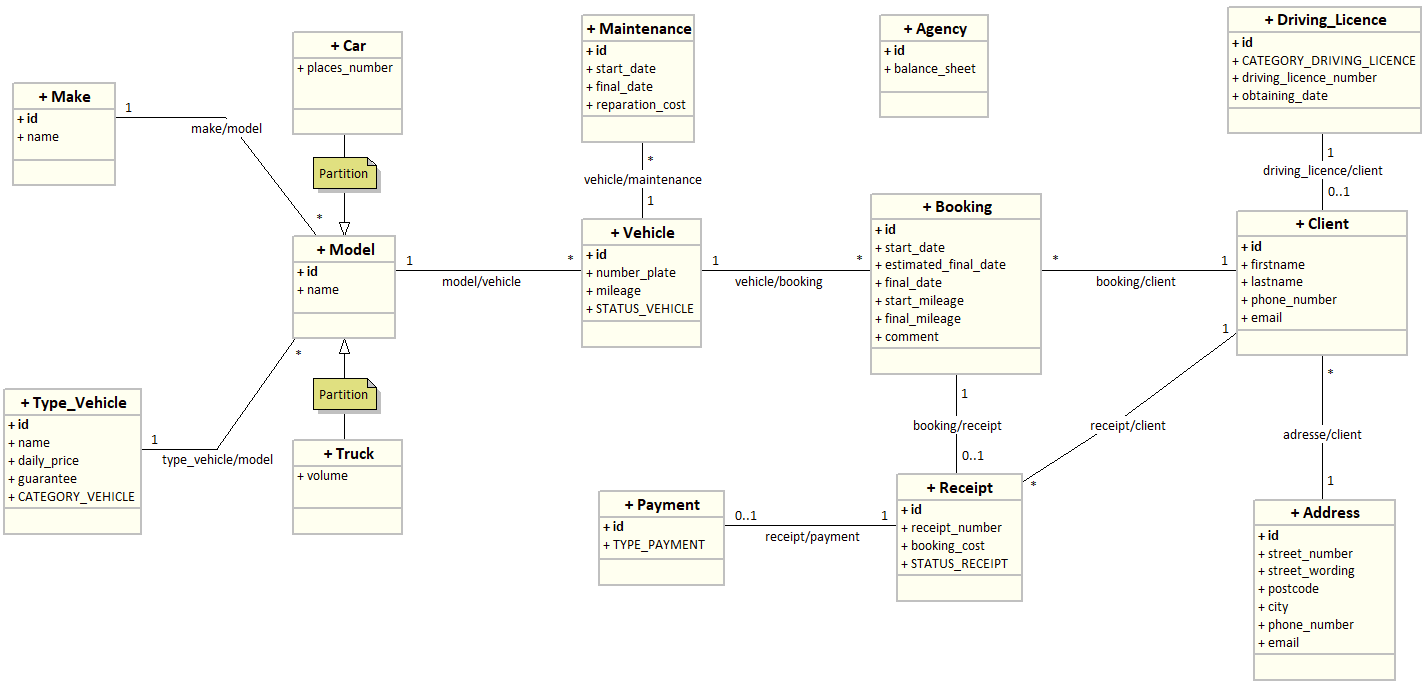 + Make
+ id
+ name
1
make/model
*
+ Car
+ places_number
Partition
+ Model
+ id
+ name
1
model/vehicle
*
*
Partition
+ Truck
+ volume
+ Type_Vehicle
+ id
+ name
+ daily_price
+ guarantee
+ CATEGORY_VEHICLE
1
type_vehicle/model
+ Maintenance
+ id
+ start_date
+ final_date
+ reparation_cost
*
vehicle/maintenance
1
+ Vehicle
+ id
+ number_plate
+ mileage
+ STATUS_VEHICLE
1
vehicle/booking
*
+ Agency
+ id
+ balance_sheet
+ Booking
+ id
+ start_date
+ estimated_final_date
+ final_date
+ start_mileage
+ final_mileage
+ comment
*
booking/client
1
1
booking/receipt
0..1
+ Receipt
+ id
+ receipt_number
+ booking_cost
+ STATUS_RECEIPT
+ Payment
+ id
+ TYPE_PAYMENT
0..1
receipt/payment
1
1
receipt/client
*
+ Driving_Licence
+ id
+ CATEGORY_DRIVING_LICENCE
+ driving_licence_number
+ obtaining_date
1
driving_licence/client
0..1
+ Client
+ id
+ firstname
+ lastname
+ phone_number
+ email
*
adresse/client
1
+ Address
+ id
+ street_number
+ street_wording
+ postcode
+ city
+ phone_number
+ email